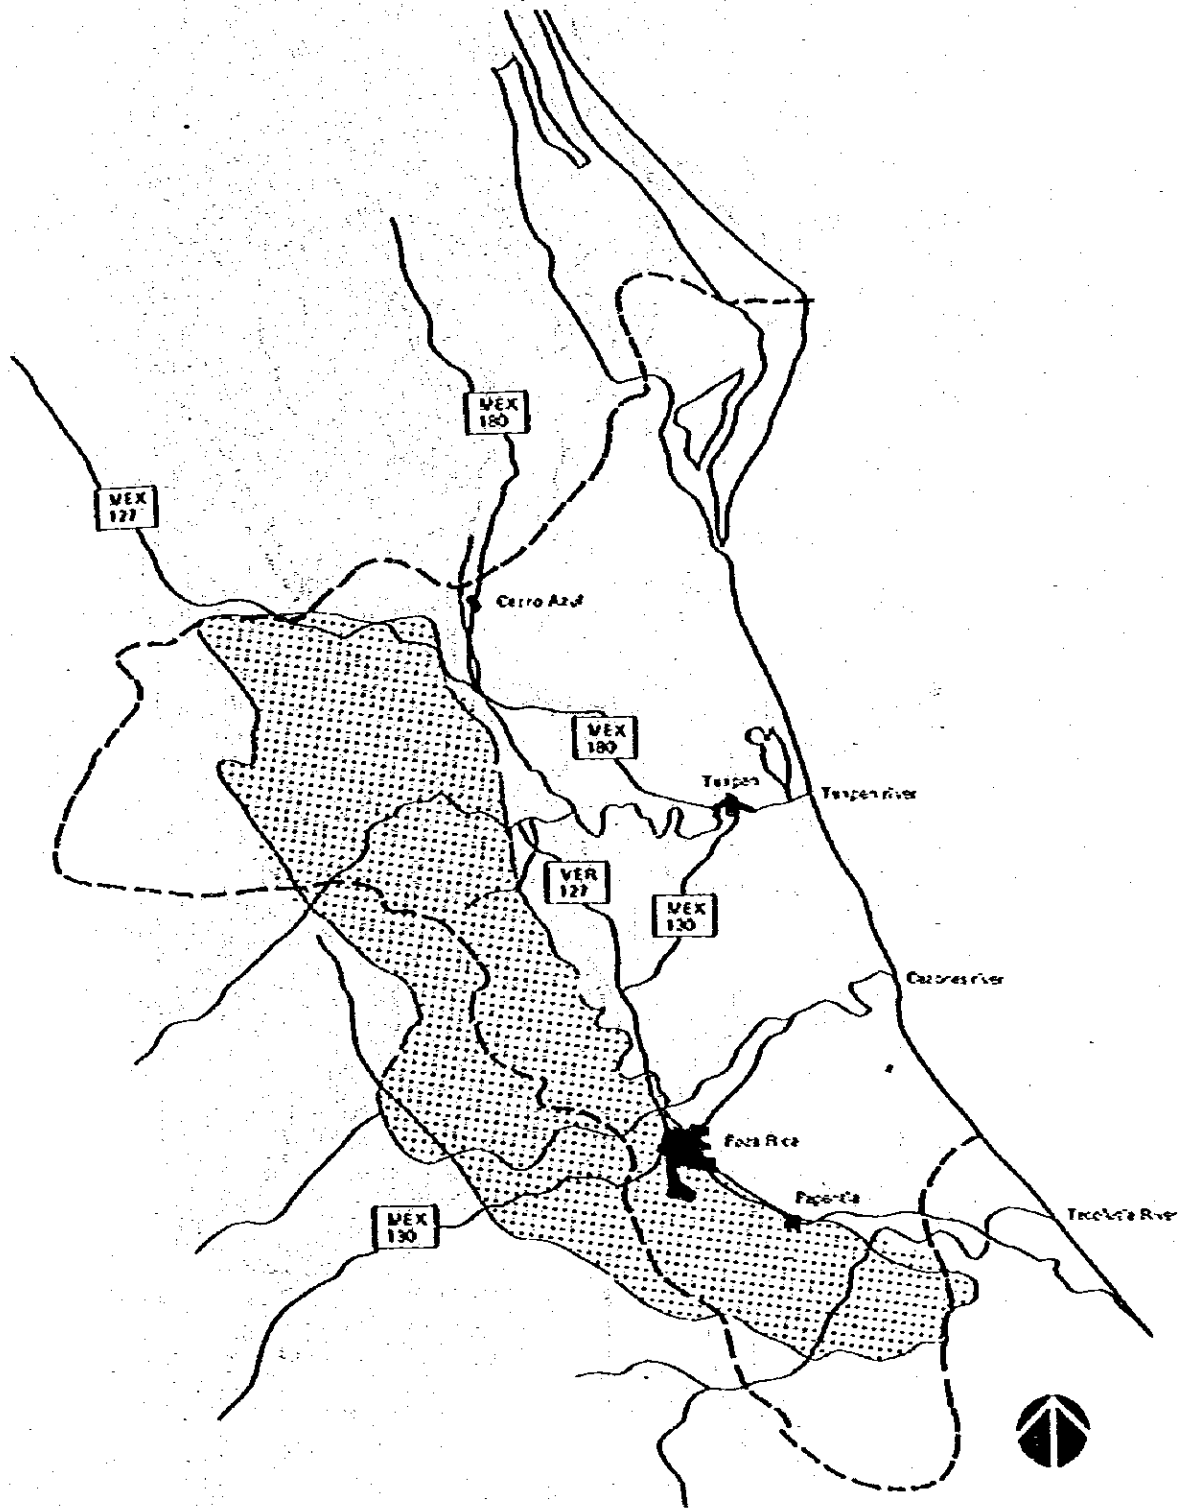 MEX
180
MEX
127
Cerro Azul
MEX
180
Tuxpan
Tuxpan river
VER
127
MEX
130
Cazones river
Poza Rica
Papantla
Tecolutla River
MEX
130